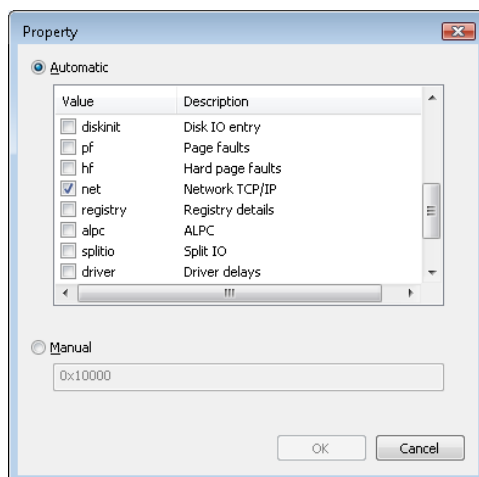 Property
Automatic
Value Description
diskinit Disk IO entry
pf Page faults
hf Hard page faults
net Network TCP/IP
registry Registry details
alpc ALPC
splitio Split IO
driver Driver delays
Manual
0x10000
OK Cancel